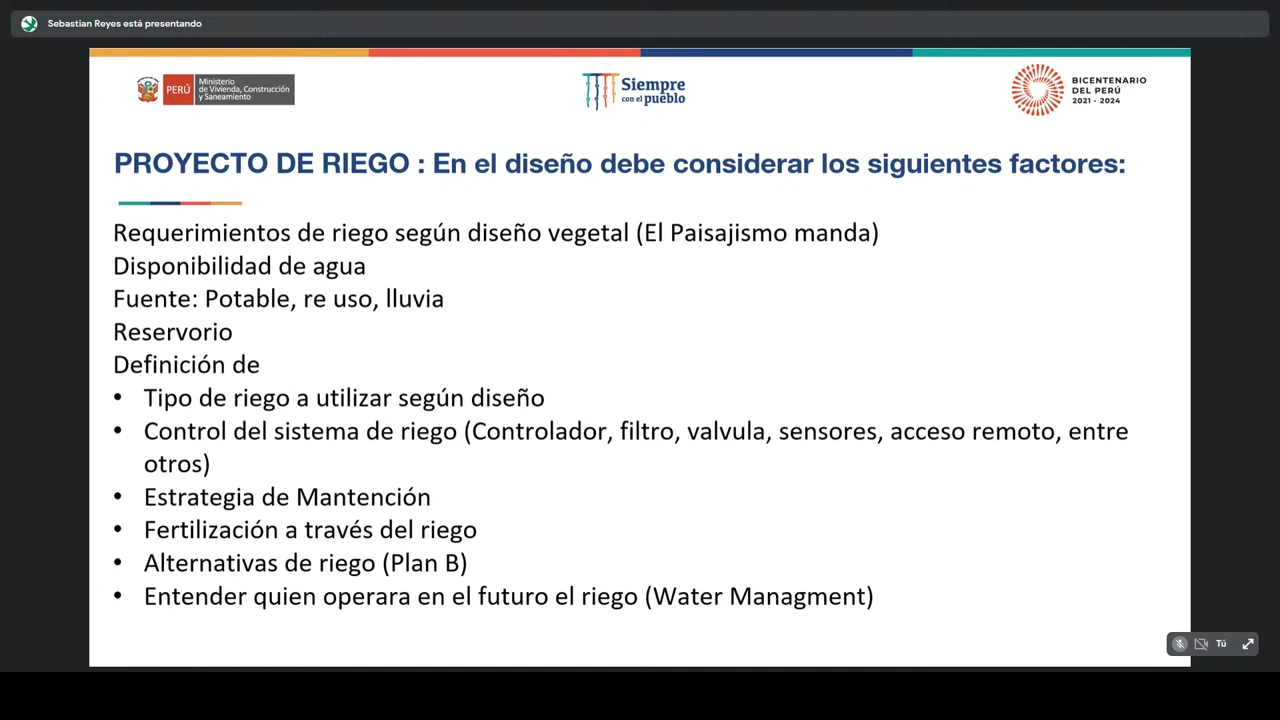 Sebastian Reyes está presentando
PERÚ
Ministerio
de Vivienda, Construcción
y Saneamiento
Siempre
con el pueblo
BICENTENARIO
DEL PERÚ
2021 - 2024
PROYECTO DE RIEGO : En el diseño debe considerar los siguientes factores:
Requerimientos de riego según diseño vegetal (El Paisajismo manda)
Disponibilidad de agua
Fuente: Potable, re uso, lluvia
Reservorio
Definición de
• Tipo de riego a utilizar según diseño
• Control del sistema de riego (Controlador, filtro, valvula, sensores, acceso remoto, entre
otros)
• Estrategia de Mantención
• Fertilización a través del riego
• Alternativas de riego (Plan B)
• Entender quien operara en el futuro el riego (Water Managment)
Tú